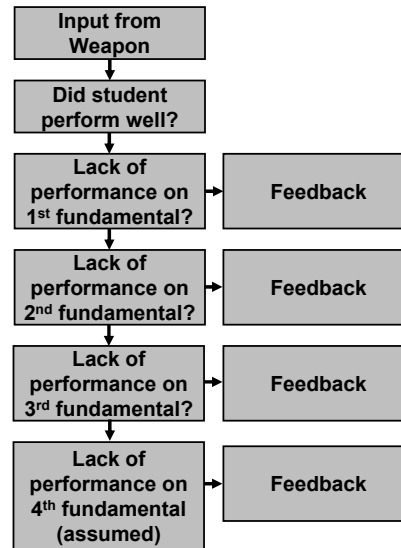 Input from
Weapon
Did student
perform well?
Lack of
performance on
1st fundamental?
Feedback
Lack of
performance on
2nd fundamental?
Feedback
Lack of
performance on
3rd fundamental?
Feedback
Lack of
performance on
4th fundamental
(assumed)
Feedback